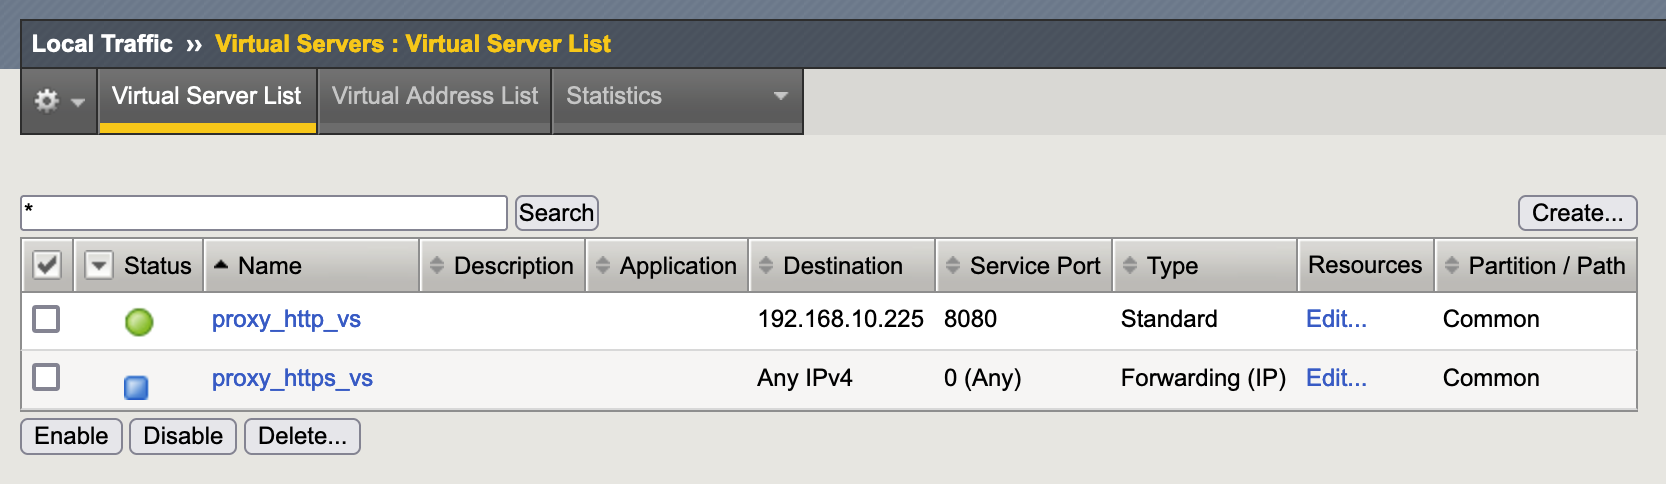 Local Traffic ›› Virtual Servers : Virtual Server List
Virtual Server List Virtual Address List Statistics
* Search Create...
Status Name Description Application Destination Service Port Type Resources Partition / Path
proxy_http_vs 192.168.10.225 8080 Standard Edit... Common
proxy_https_vs Any IPv4 0 (Any) Forwarding (IP) Edit... Common
Enable Disable Delete...